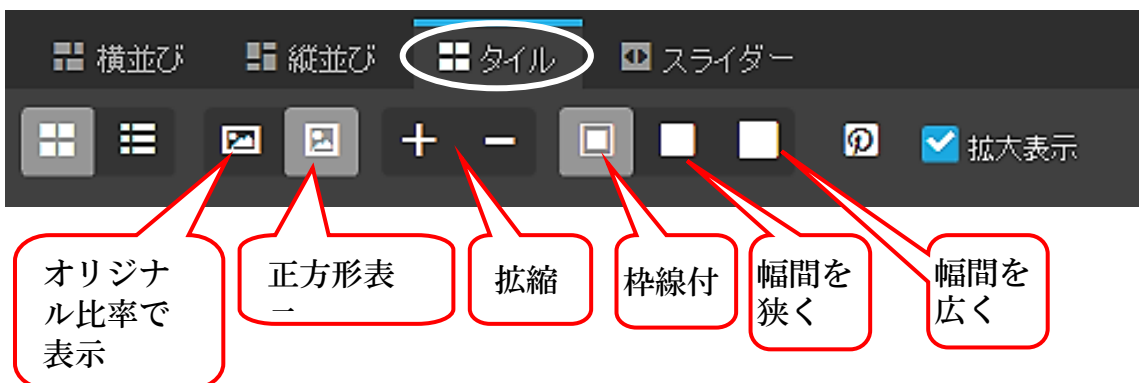 横並び
縦並び
タイル
スライダー
拡大表示
オリジナ
ル比率で
表示
正方形表
拡縮
枠線付
幅間を
狭く
幅間を
広く